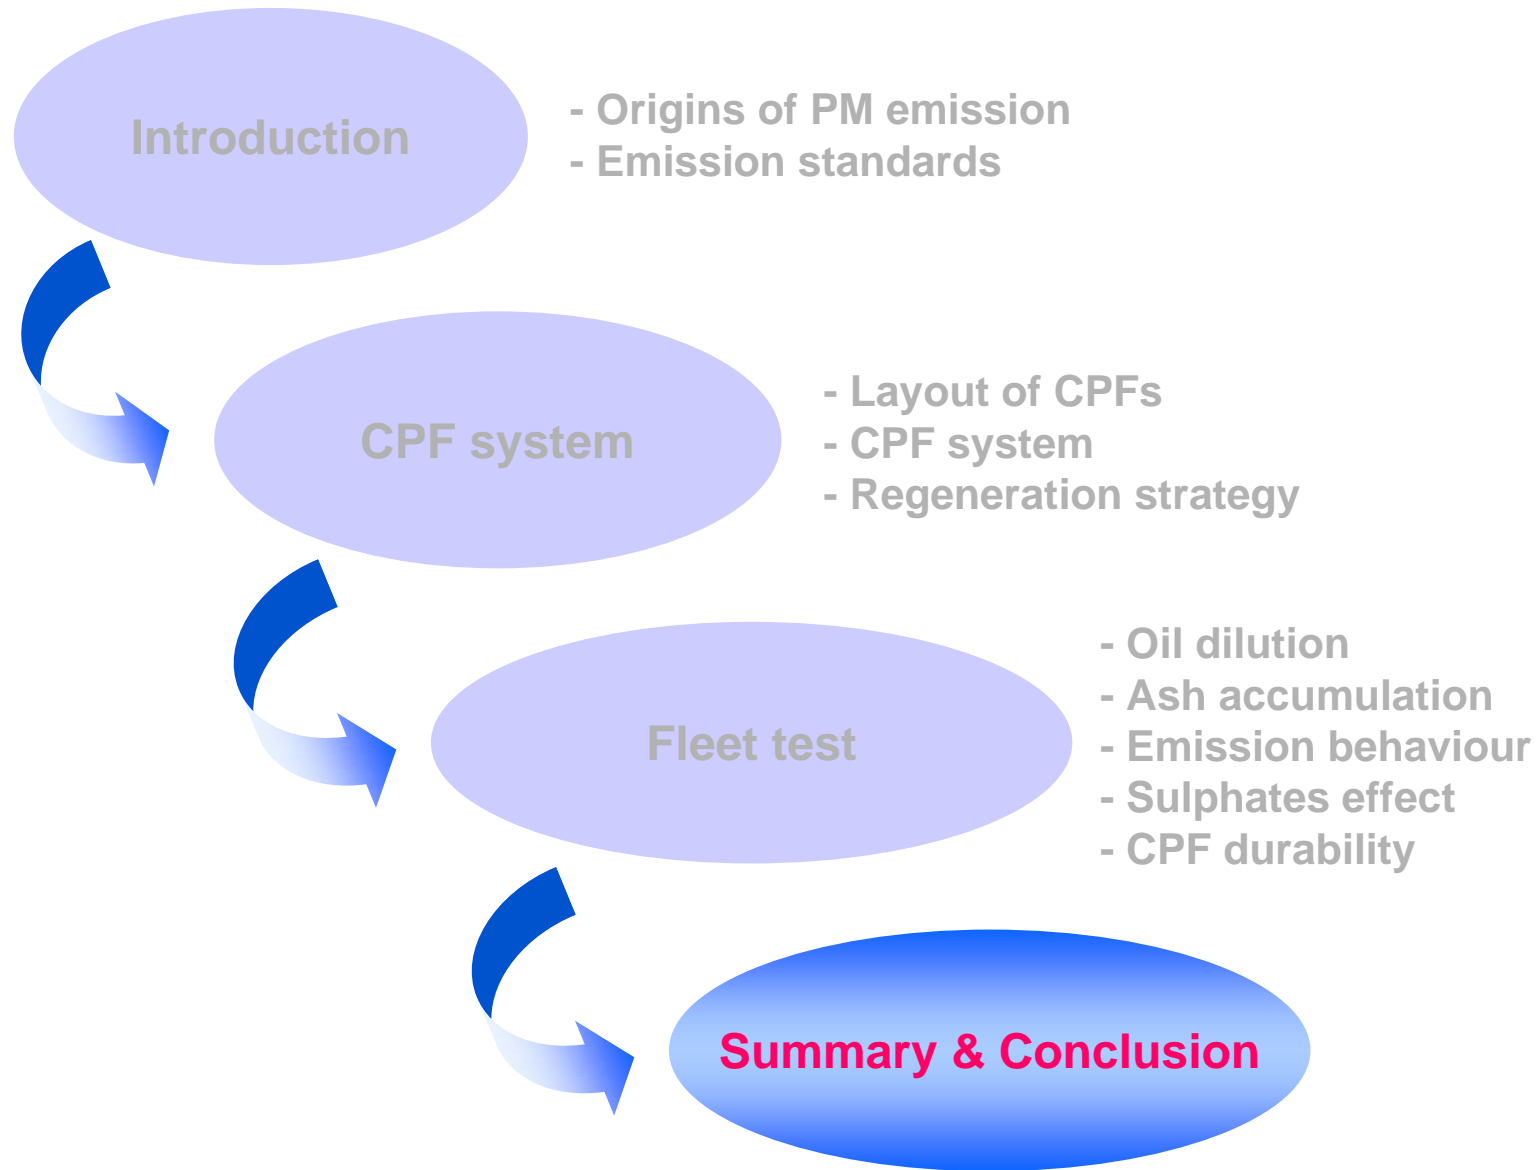 Introduction
- Origins of PM emission
- Emission standards
CPF system
- Layout of CPFs
- CPF system
- Regeneration strategy
Fleet test
- Oil dilution
- Ash accumulation
- Emission behaviour
- Sulphates effect
- CPF durability
Summary & Conclusion